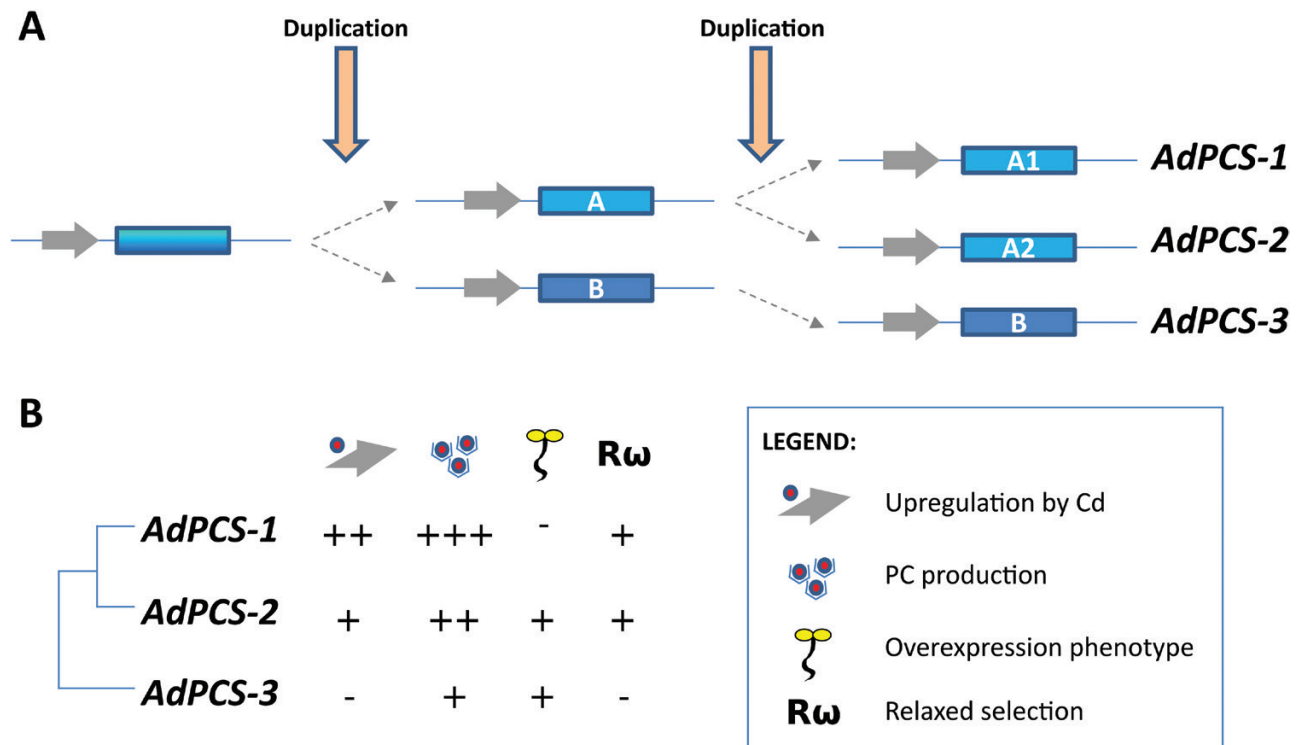 A
Duplication
Duplication
A1
AdPCS-1
A
A2
AdPCS-2
B
B
AdPCS-3
B
Rω
AdPCS-1 ++ +++ - +
AdPCS-2 + ++ + +
AdPCS-3 - + + -
LEGEND:
Upregulation by Cd
PC production
Overexpression phenotype
Rω Relaxed selection